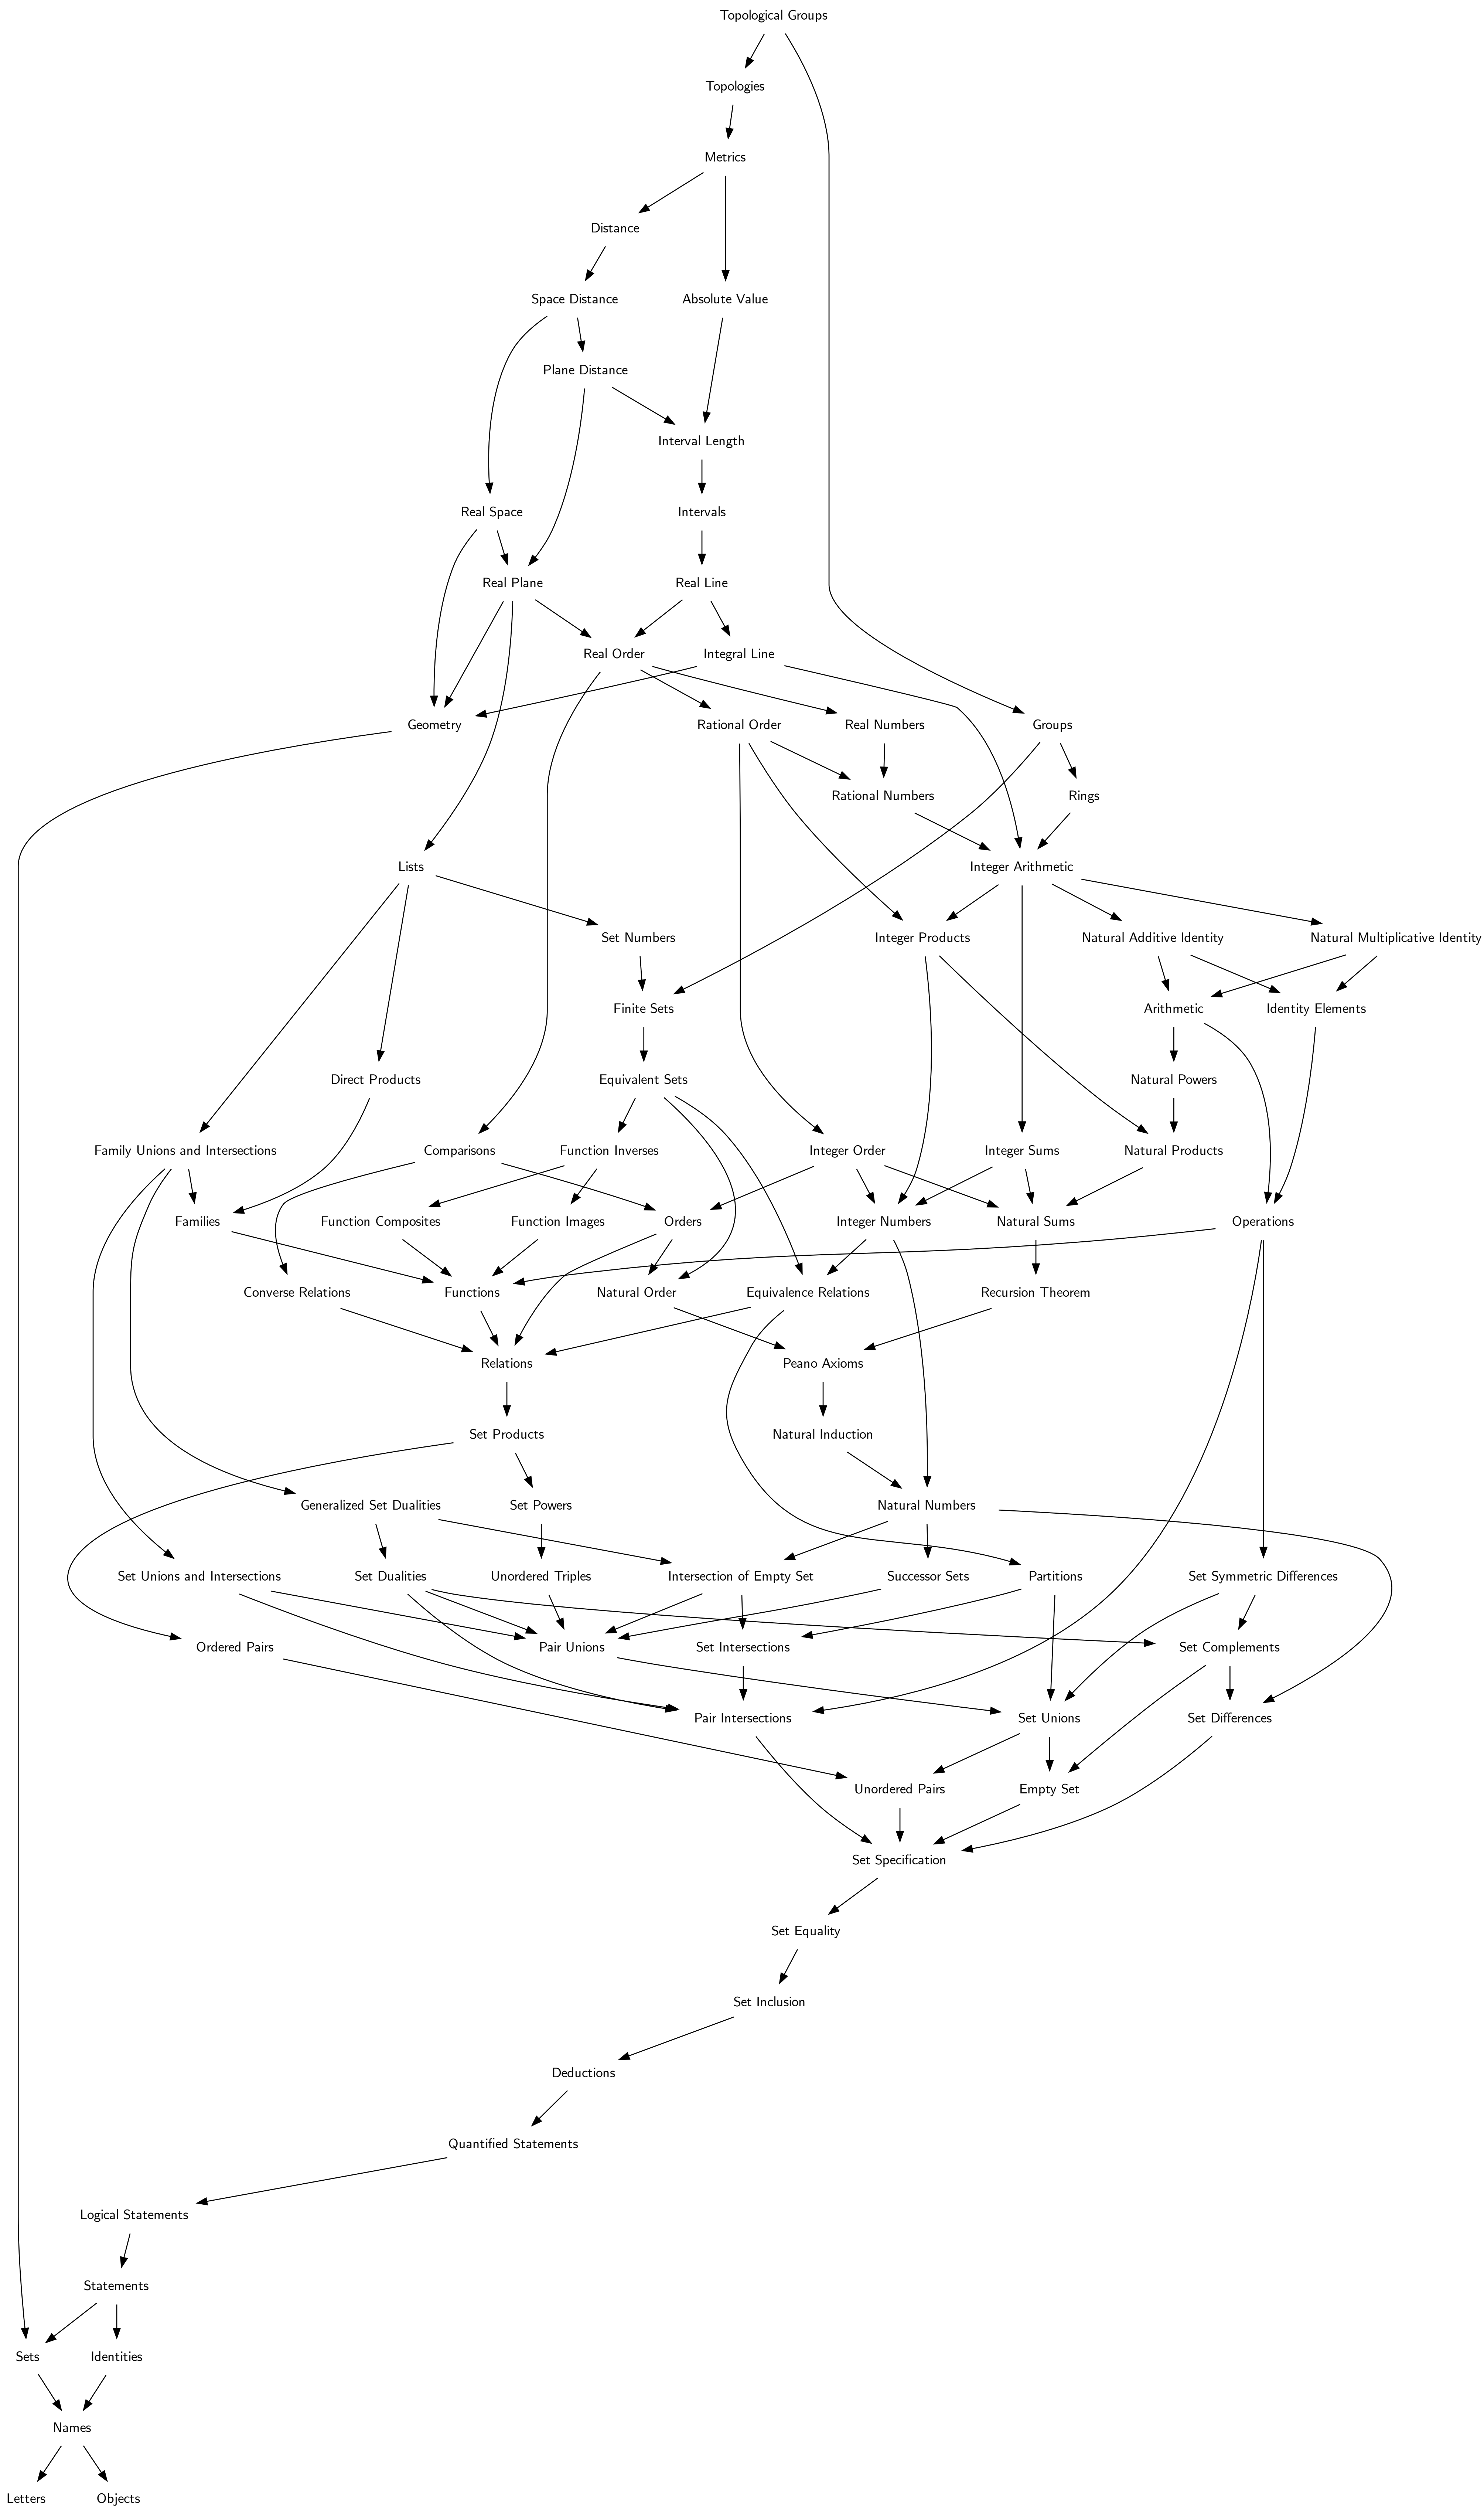 Topological Groups
Topologies
Metrics
Distance
Space Distance
Absolute Value
Plane Distance
Interval Length
Real Space
Intervals
Real Plane
Real Line
Real Order
Integral Line
Geometry
Rational Order
Real Numbers
Groups
Rational Numbers
Rings
Lists
Integer Arithmetic
Set Numbers
Integer Products
Natural Additive Identity
Natural Multiplicative Identity
Finite Sets
Arithmetic
Identity Elements
Direct Products
Equivalent Sets
Natural Powers
Family Unions and Intersections
Comparisons
Function Inverses
Integer Order
Integer Sums
Natural Products
Families
Function Composites
Function Images
Orders
Integer Numbers
Natural Sums
Operations
Converse Relations
Functions
Natural Order
Equivalence Relations
Recursion Theorem
Relations
Peano Axioms
Set Products
Natural Induction
Generalized Set Dualities
Set Powers
Natural Numbers
Set Unions and Intersections
Set Dualities
Unordered Triples
Intersection of Empty Set
Successor Sets
Partitions
Set Symmetric Differences
Ordered Pairs
Pair Unions
Set Intersections
Set Complements
Pair Intersections
Set Unions
Set Differences
Unordered Pairs
Empty Set
Set Specification
Set Equality
Set Inclusion
Deductions
Quantified Statements
Logical Statements
Statements
Sets
Identities
Names
Letters
Objects